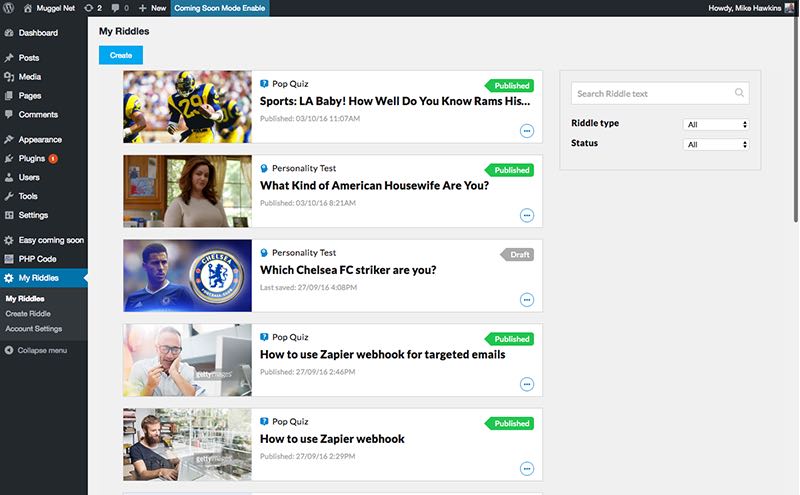 Muggel Net
2
0
New
Coming Soon Mode Enable
Howdy, Mike Hawkins
Dashboard
Posts
Media
Pages
Comments
Appearance
Plugins 1
Users
Tools
Settings
Easy coming soon
PHP Code
My Riddles
My Riddles
Create Riddle
Account Settings
Collapse menu
My Riddles
Create
Pop Quiz
Published
Sports: LA Baby! How Well Do You Know Rams His...
Published: 03/10/16 11:07AM
29
Personality Test
Published
What Kind of American Housewife Are You?
Published: 03/10/16 8:21AM
Personality Test
Draft
Which Chelsea FC striker are you?
Last saved: 27/09/16 4:08PM
CHELSEA
FOOTBALL CLUB
Pop Quiz
Published
How to use Zapier webhook for targeted emails
Published: 27/09/16 2:46PM
gettyimages
Pop Quiz
Published
How to use Zapier webhook
Published: 27/09/16 2:29PM
gettyimages
Search Riddle text
Riddle type
All
Status
All